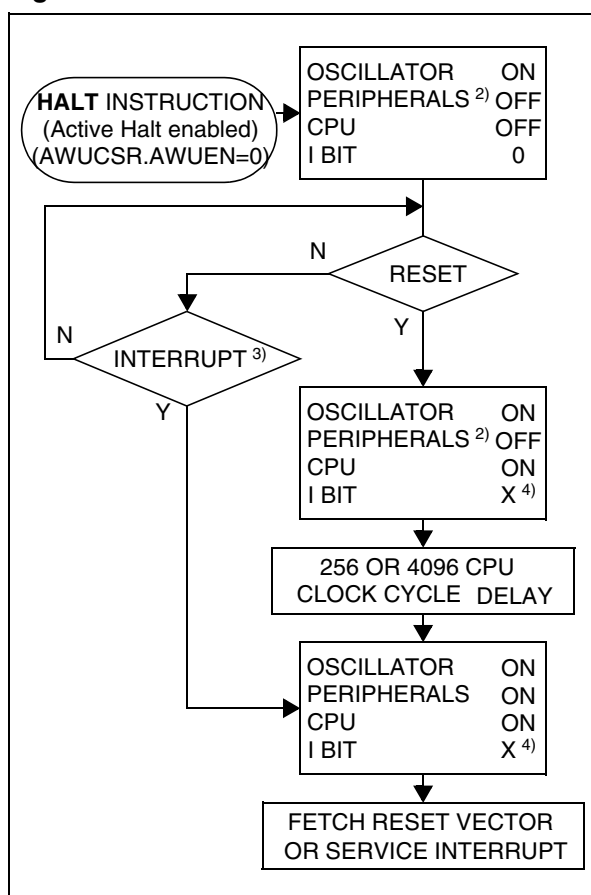 HALT INSTRUCTION
(Active Halt enabled)
(AWUCSR.AWUEN=0)
OSCILLATOR ON
PERIPHERALS 2) OFF
CPU OFF
I BIT 0
RESET
N
Y
INTERRUPT 3)
N
Y
OSCILLATOR ON
PERIPHERALS 2) OFF
CPU ON
I BIT X 4)
256 OR 4096 CPU
CLOCK CYCLE DELAY
OSCILLATOR ON
PERIPHERALS ON
CPU ON
I BIT X 4)
FETCH RESET VECTOR
OR SERVICE INTERRUPT